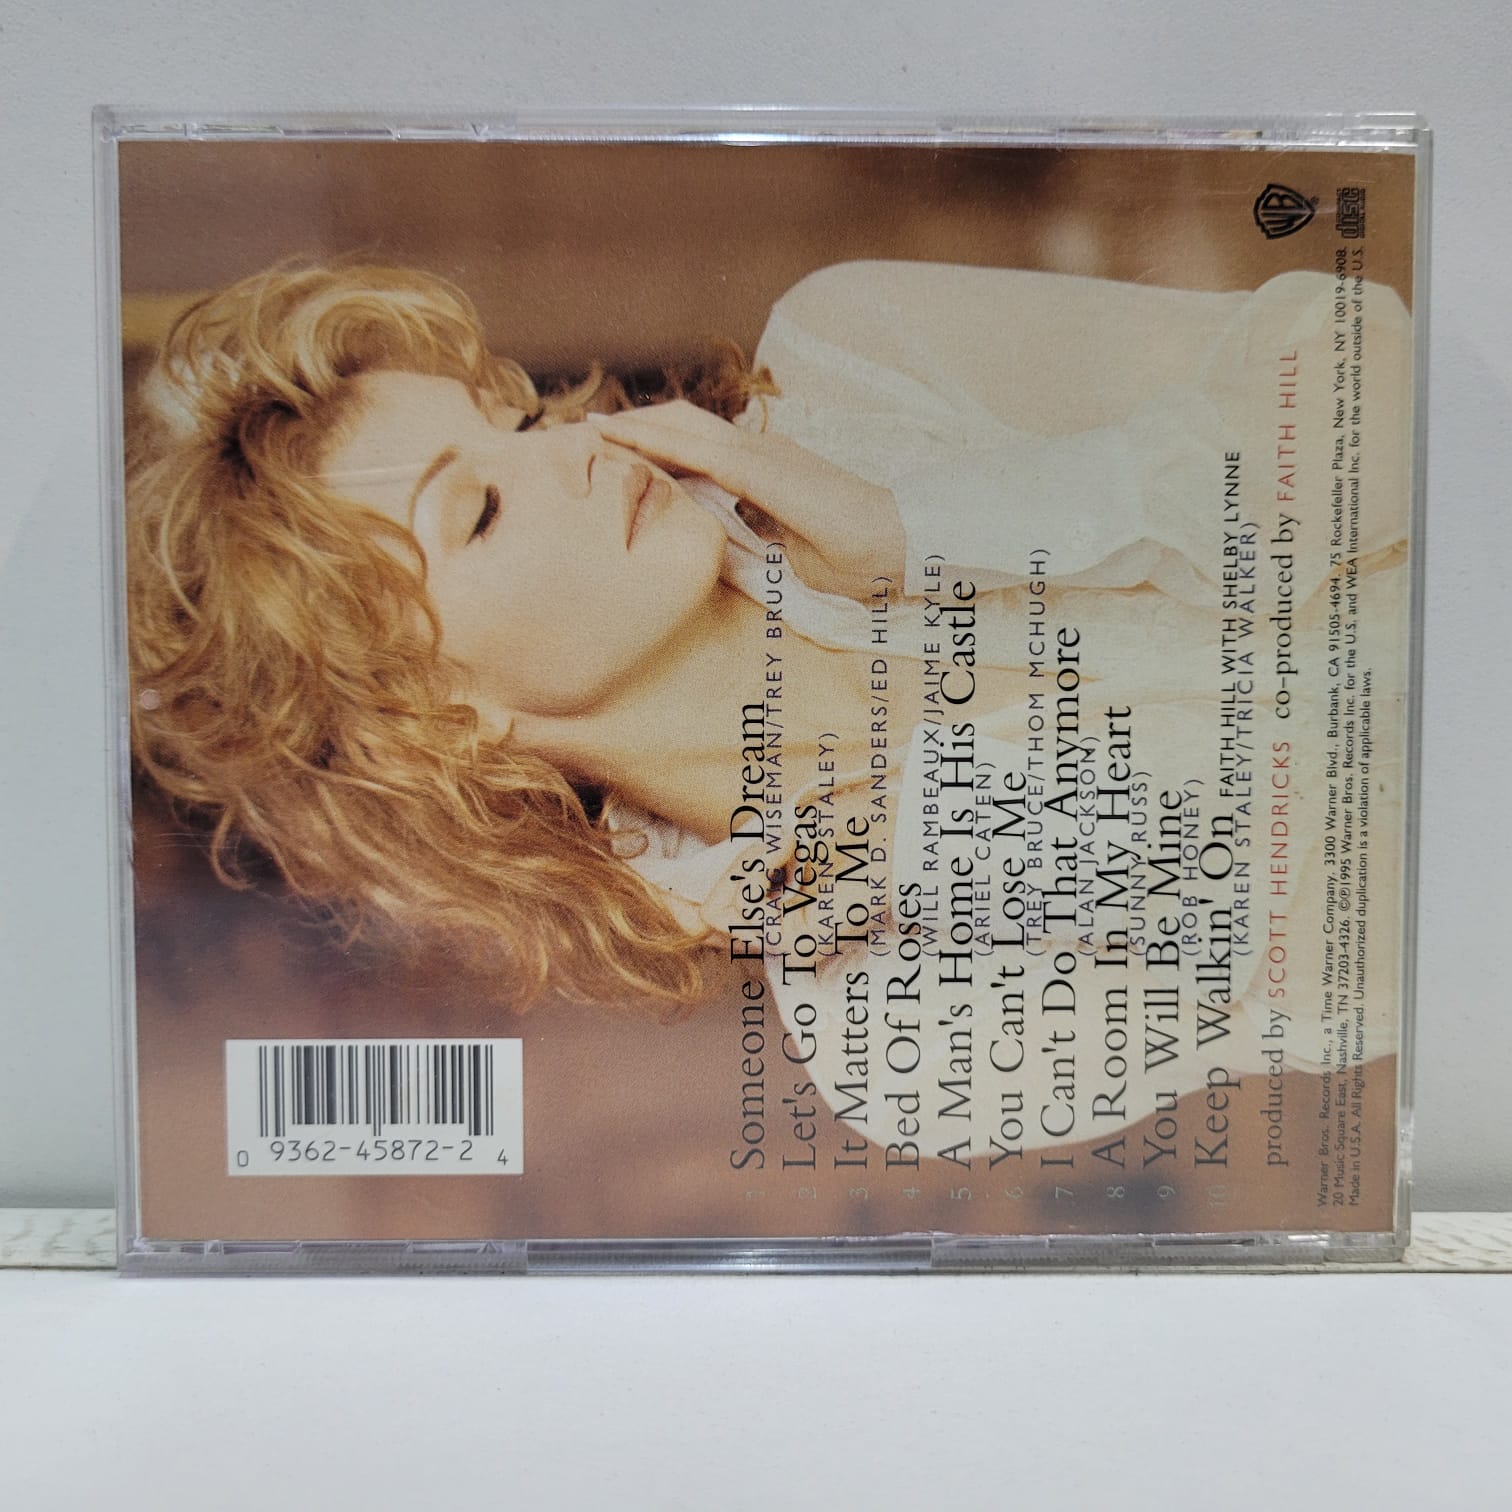 1 Someone Else's Dream
(CRAIG WISEMAN/TREY BRUCE)
2 Let's Go To Vegas
(KAREN STALEY)
3 It Matters To Me
(MARK D. SANDERS/ED HILL)
4 Bed Of Roses
(WILL RAMBEAUX/JAIME KYLE)
5 A Man's Home Is His Castle
(ARIEL CATEN)
6 You Can't Lose Me
(TREY BRUCE/THOM MCHUGH)
7 I Can't Do That Anymore
(ALAN JACKSON)
8 A Room In My Heart
(SUNNY RUSS)
9 You Will Be Mine
(ROB HONEY)
10 Keep Walkin' On FAITH HILL WITH SHELBY LYNNE
(KAREN STALEY/TRICIA WALKER)
produced by SCOTT HENDRICKS co-produced by FAITH HILL
Warner Bros. Records Inc., a Time Warner Company. 3300 Warner Blvd., Burbank, CA 91505-4694. 75 Rockefeller Plaza, New York, NY 10019-6908.
20 Music Square East, Nashville, TN 37203-4326. ©℗1995 Warner Bros. Records Inc. for the U.S. and WEA International Inc. for the world outside of the U.S.
Made in U.S.A. All Rights Reserved. Unauthorized duplication is a violation of applicable laws.
WB
disc
0 93624-5872-2 4